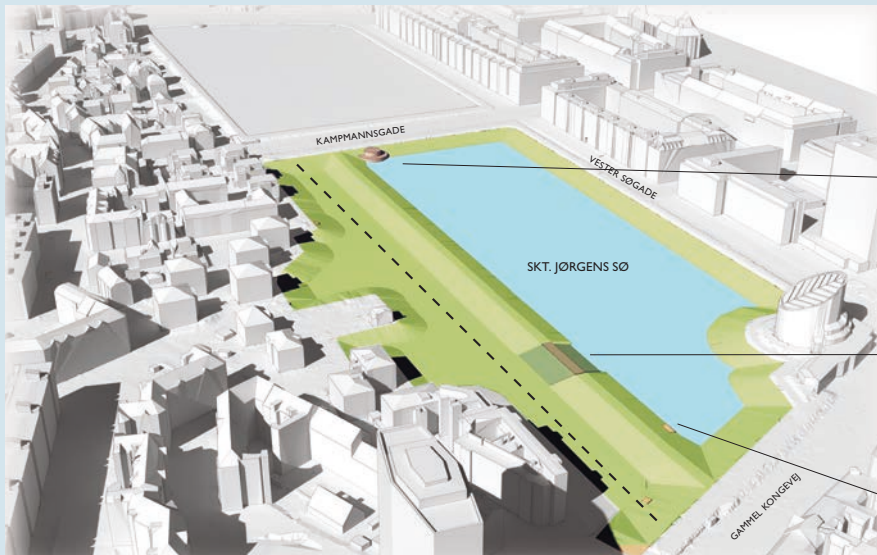 KAMPMANNSGADE
VESTER SØGADE
SKT. JØRGENS SØ
GAMMEL KONGEVEJ